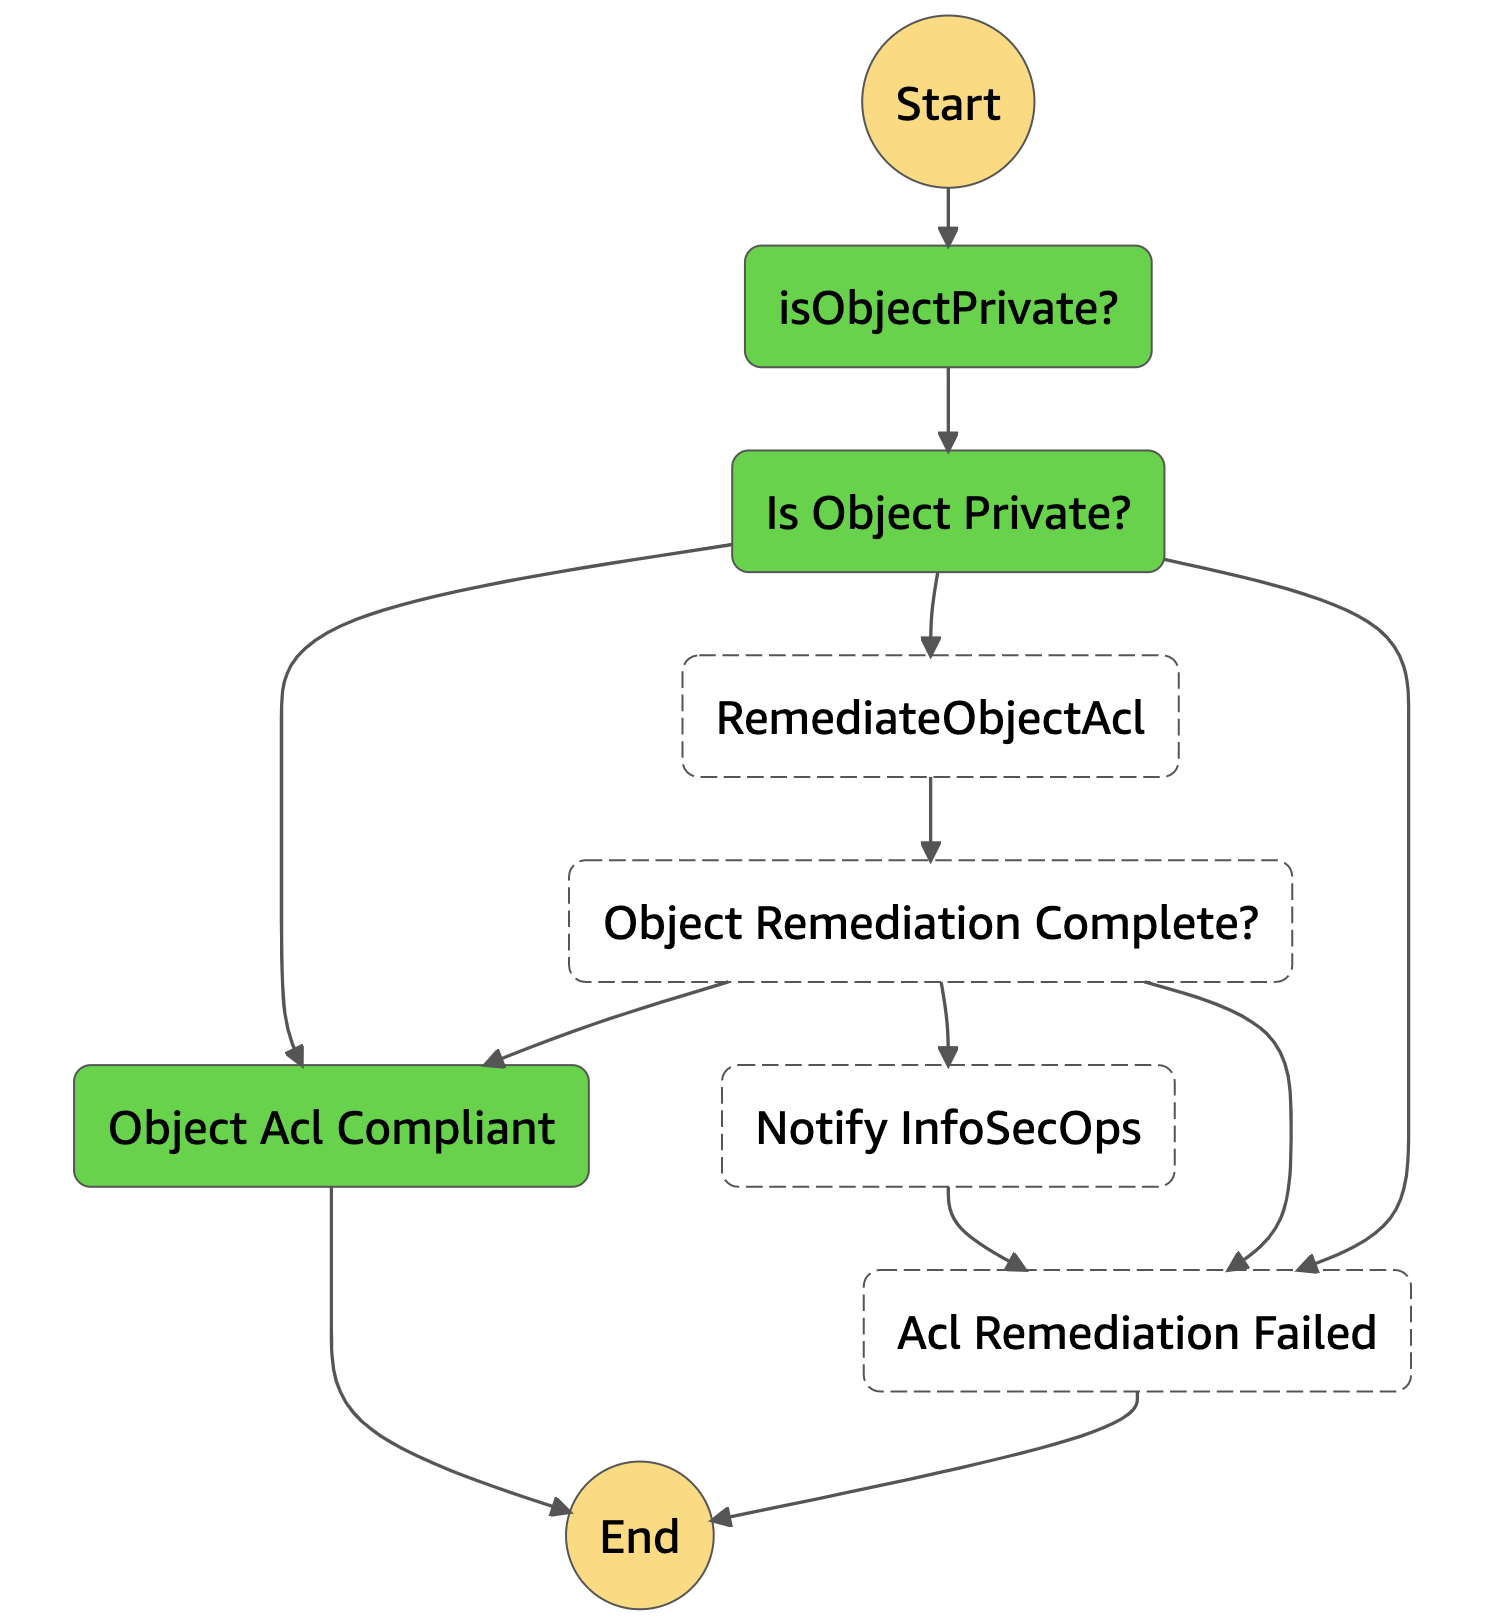 Start
isObjectPrivate?
Is Object Private?
RemediateObjectAcl
Object Remediation Complete?
Object Acl Compliant
Notify InfoSecOps
Acl Remediation Failed
End